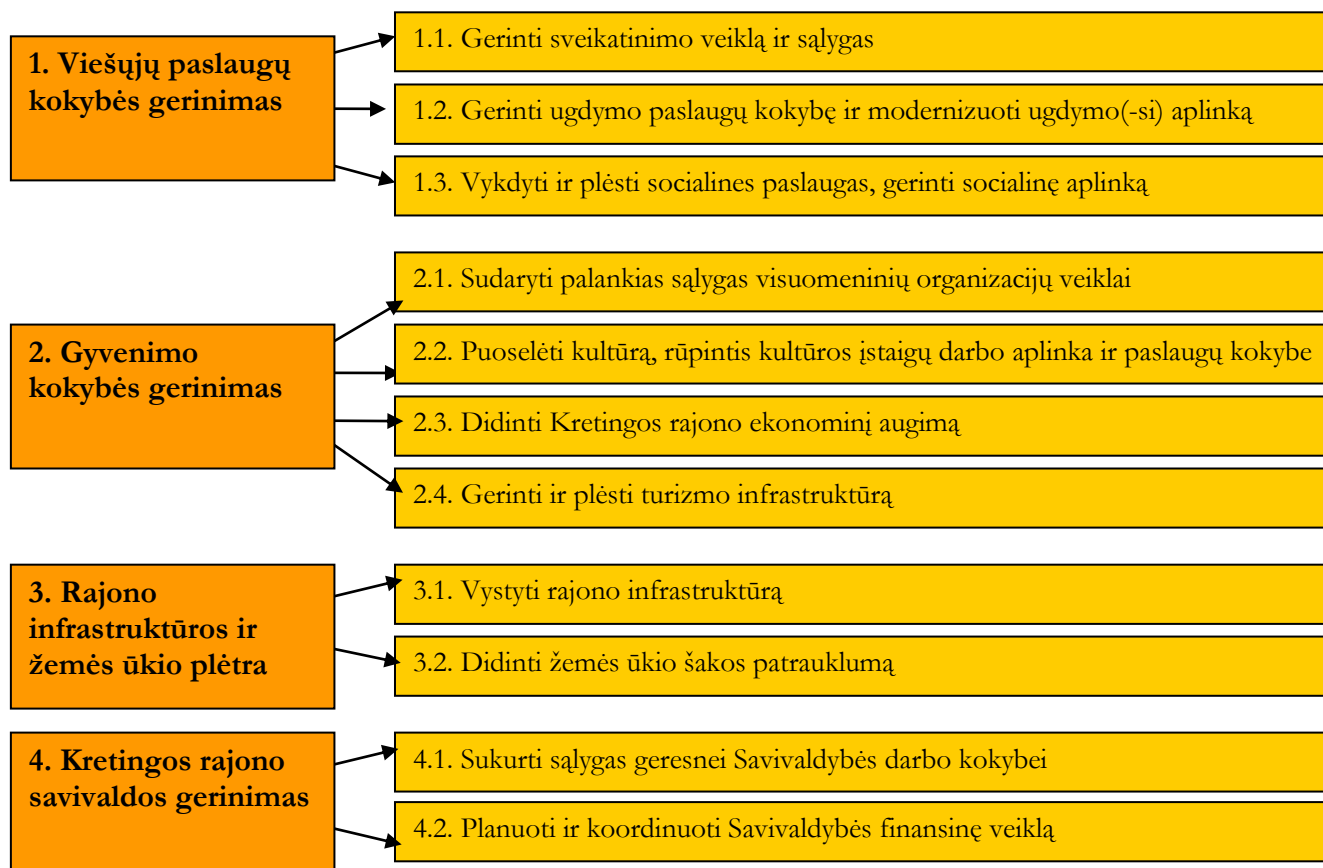 1. Viešųjų paslaugų
kokybės gerinimas
1.1. Gerinti sveikatinimo veiklą ir sąlygas
1.2. Gerinti ugdymo paslaugų kokybę ir modernizuoti ugdymo(-si) aplinką
1.3. Vykdyti ir plėsti socialines paslaugas, gerinti socialinę aplinką
2. Gyvenimo
kokybės gerinimas
2.1. Sudaryti palankias sąlygas visuomeninių organizacijų veiklai
2.2. Puoselėti kultūrą, rūpintis kultūros įstaigų darbo aplinka ir paslaugų kokybe
2.3. Didinti Kretingos rajono ekonominį augimą
2.4. Gerinti ir plėsti turizmo infrastruktūrą
3. Rajono
infrastruktūros ir
žemės ūkio plėtra
3.1. Vystyti rajono infrastruktūrą
3.2. Didinti žemės ūkio šakos patrauklumą
4. Kretingos rajono
savivaldos gerinimas
4.1. Sukurti sąlygas geresnei Savivaldybės darbo kokybei
4.2. Planuoti ir koordinuoti Savivaldybės finansinę veiklą